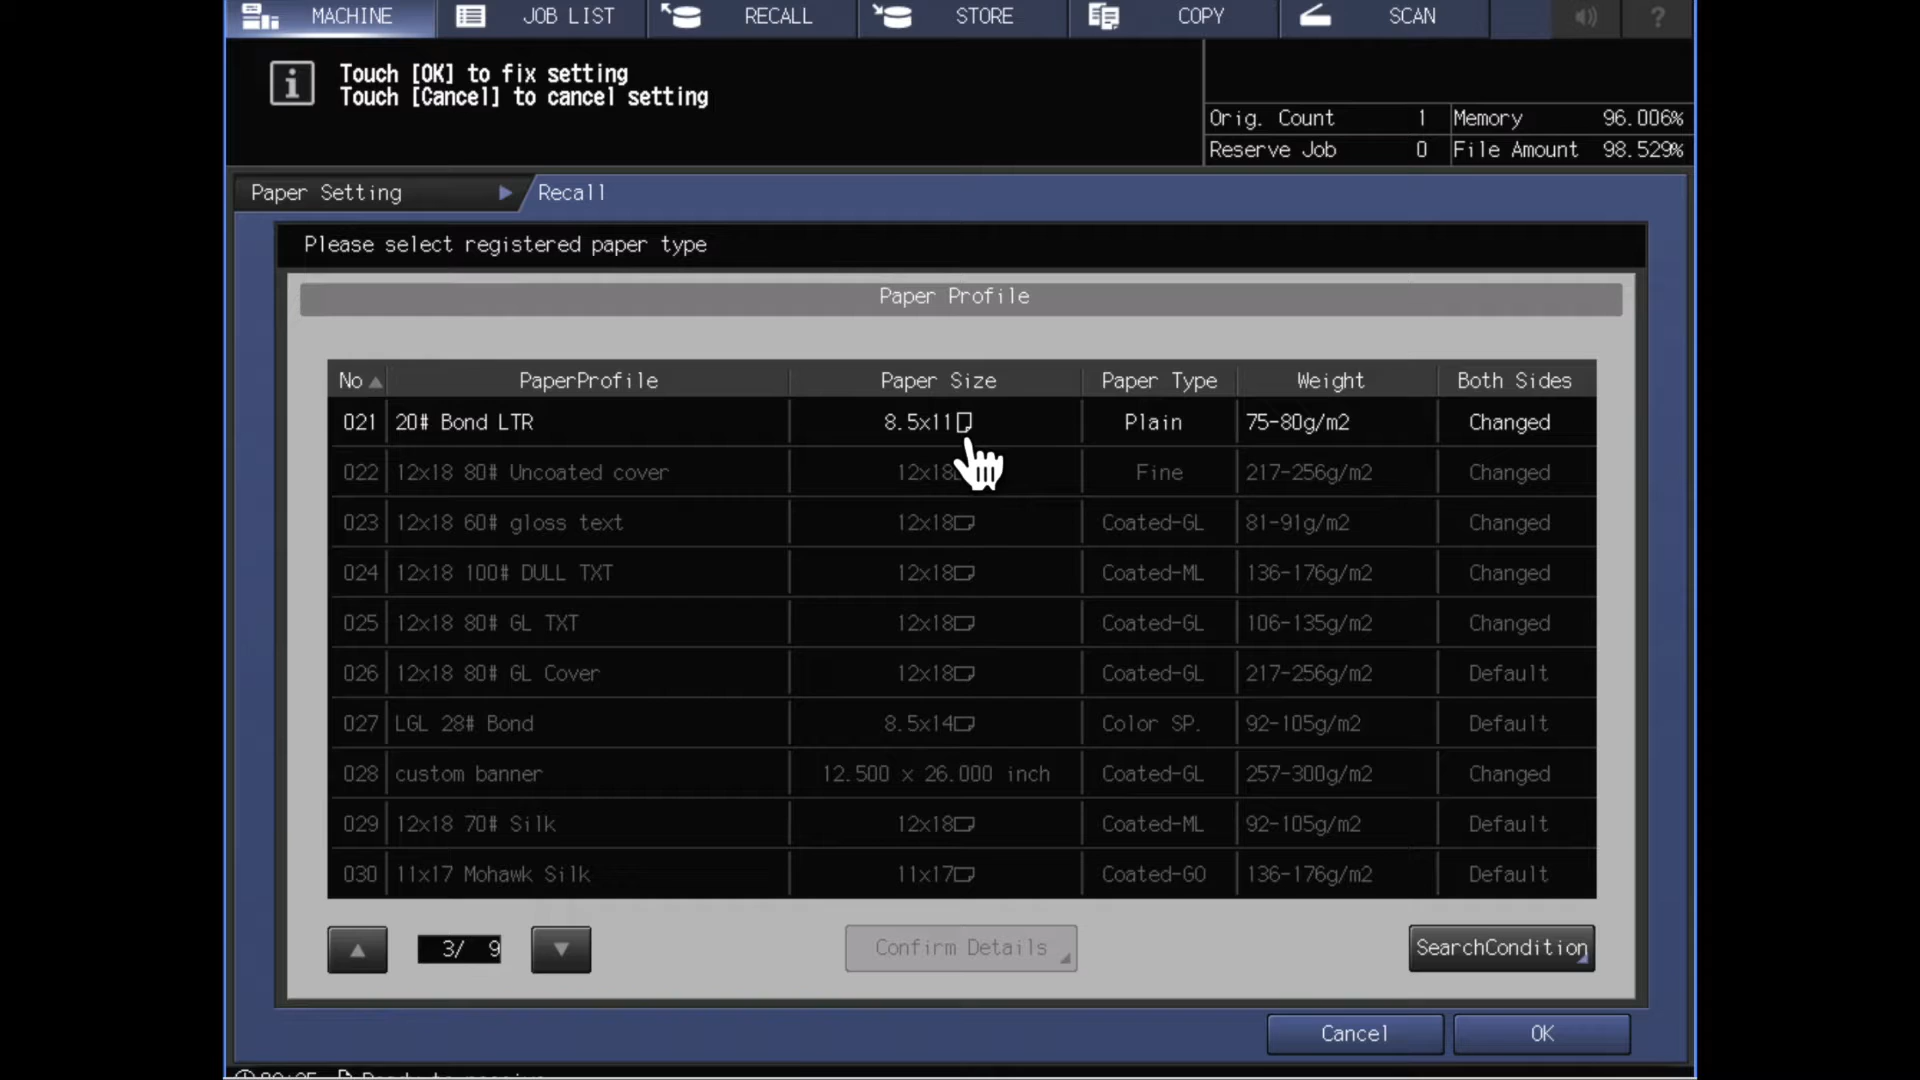 MACHINE JOB LIST RECALL STORE COPY SCAN ?
Touch [OK] to fix setting
Touch [Cancel] to cancel setting
Orig. Count 1 Memory 96.006%
Reserve Job 0 File Amount 98.529%
Paper Setting Recall
Please select registered paper type
Paper Profile
No PaperProfile Paper Size Paper Type Weight Both Sides
021 20# Bond LTR 8.5x11 Plain 75-80g/m2 Changed
022 12x18 80# Uncoated cover 12x18 Fine 217-256g/m2 Changed
023 12x18 60# gloss text 12x18 Coated-GL 81-91g/m2 Changed
024 12x18 100# DULL TXT 12x18 Coated-ML 136-176g/m2 Changed
025 12x18 80# GL TXT 12x18 Coated-GL 106-135g/m2 Changed
026 12x18 80# GL Cover 12x18 Coated-GL 217-256g/m2 Default
027 LGL 28# Bond 8.5x14 Color SP. 92-105g/m2 Default
028 custom banner 12.500 x 26.000 inch Coated-GL 257-300g/m2 Changed
029 12x18 70# Silk 12x18 Coated-ML 92-105g/m2 Default
030 11x17 Mohawk Silk 11x17 Coated-GO 136-176g/m2 Default
3/ 9 Confirm Details SearchCondition
Cancel OK